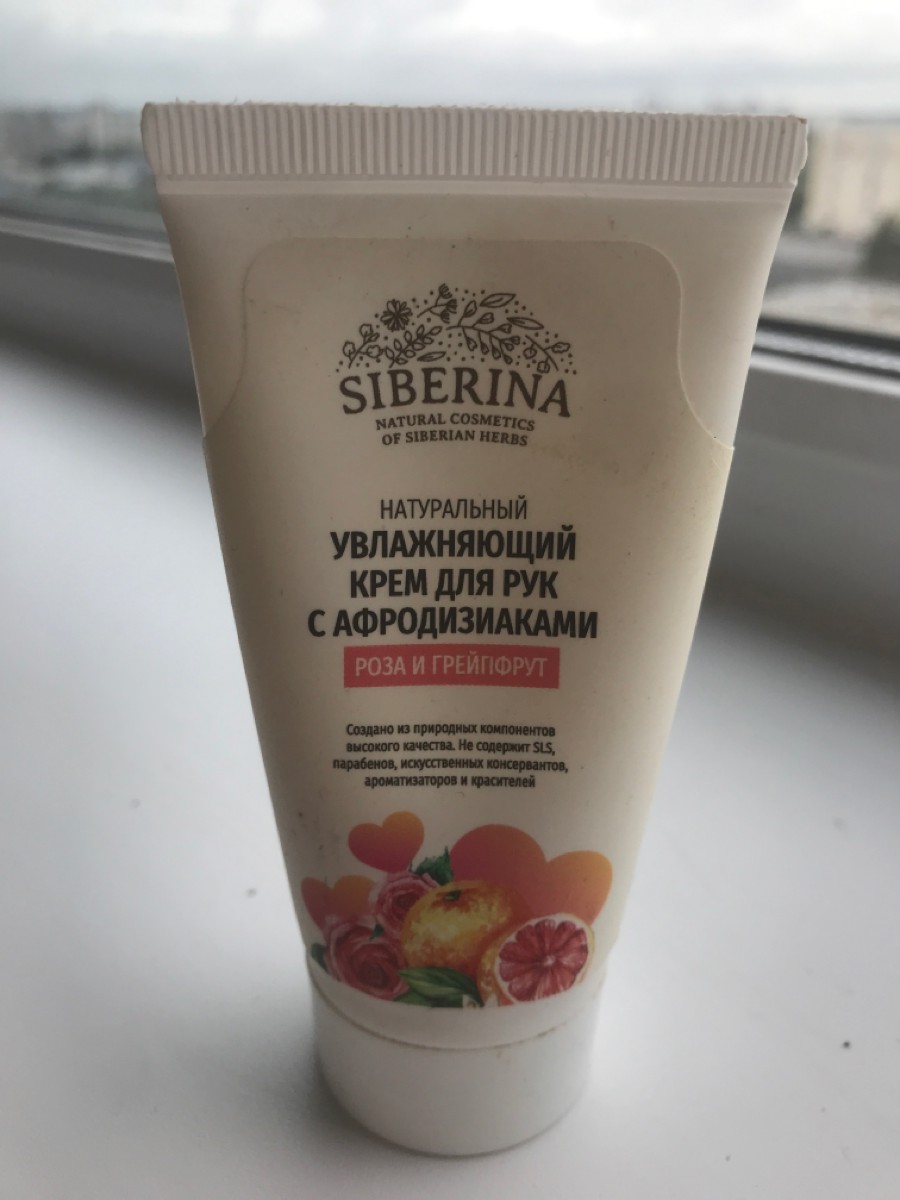 SIBERINA
NATURAL COSMETICS
OF SIBERIAN HERBS
НАТУРАЛЬНЫЙ
УВЛАЖНЯЮЩИЙ
КРЕМ ДЛЯ РУК
С АФРОДИЗИАКАМИ
РОЗА И ГРЕЙПФРУТ
Создано из природных компонентов
высокого качества. Не содержит SLS,
парабенов, искусственных консервантов,
ароматизаторов и красителей